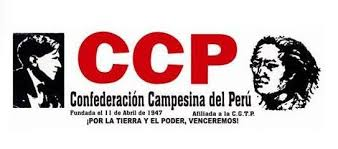 CCP
Confederación Campesina del Perú
Fundada el 11 de Abril de 1947 Afiliada a la C.G.T.P.
¡POR LA TIERRA Y EL PODER, VENCEREMOS!